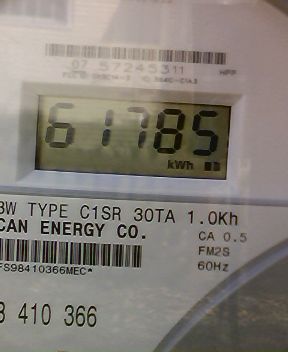 07 57245311 HPP
61785
kWh
3W TYPE C1SR 30TA 1.0Kh
CAN ENERGY CO. CA 0.5
FM2S
FS98410366MEC* 60Hz
8 410 366